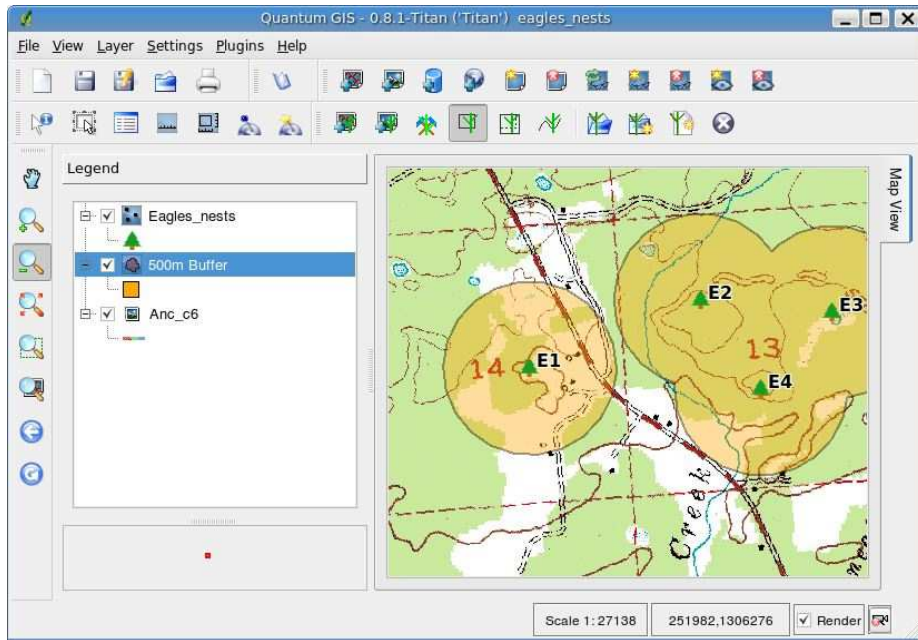 Quantum GIS - 0.8.1-Titan ('Titan') eagles_nests
File View Layer Settings Plugins Help
Legend
Eagles_nests
500m Buffer
Anc_c6
Map View
E2
E3
13
E1
14
E4
Creek
Scale 1: 27138
251982,1306276
Render